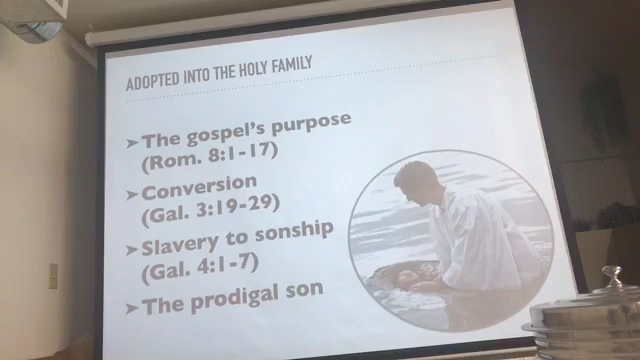 ADOPTED INTO THE HOLY FAMILY
➤The gospel's purpose
(Rom. 8:1-17)
➤Conversion
(Gal. 3:19-29)
➤Slavery to sonship
(Gal. 4:1-7)
➤The prodigal son